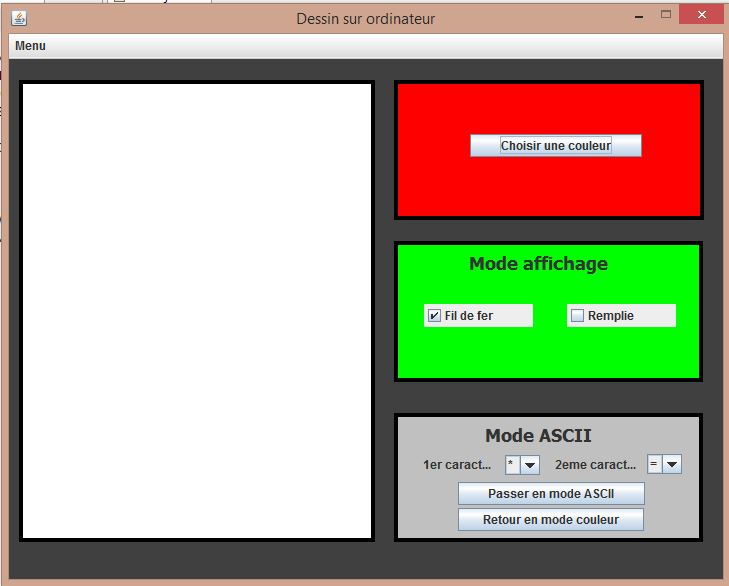 Dessin sur ordinateur
Menu
Choisir une couleur
Mode affichage
Fil de fer
Remplie
Mode ASCII
1er caract... * 2eme caract... =
Passer en mode ASCII
Retour en mode couleur